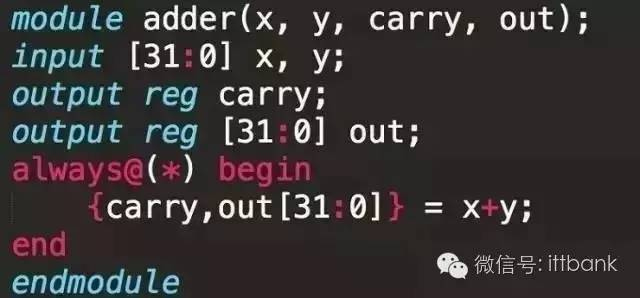 module adder(x, y, carry, out);
input [31:0] x, y;
output reg carry;
output reg [31:0] out;
always@(*) begin
    {carry,out[31:0]} = x+y;
end
endmodule
微信号: ittbank